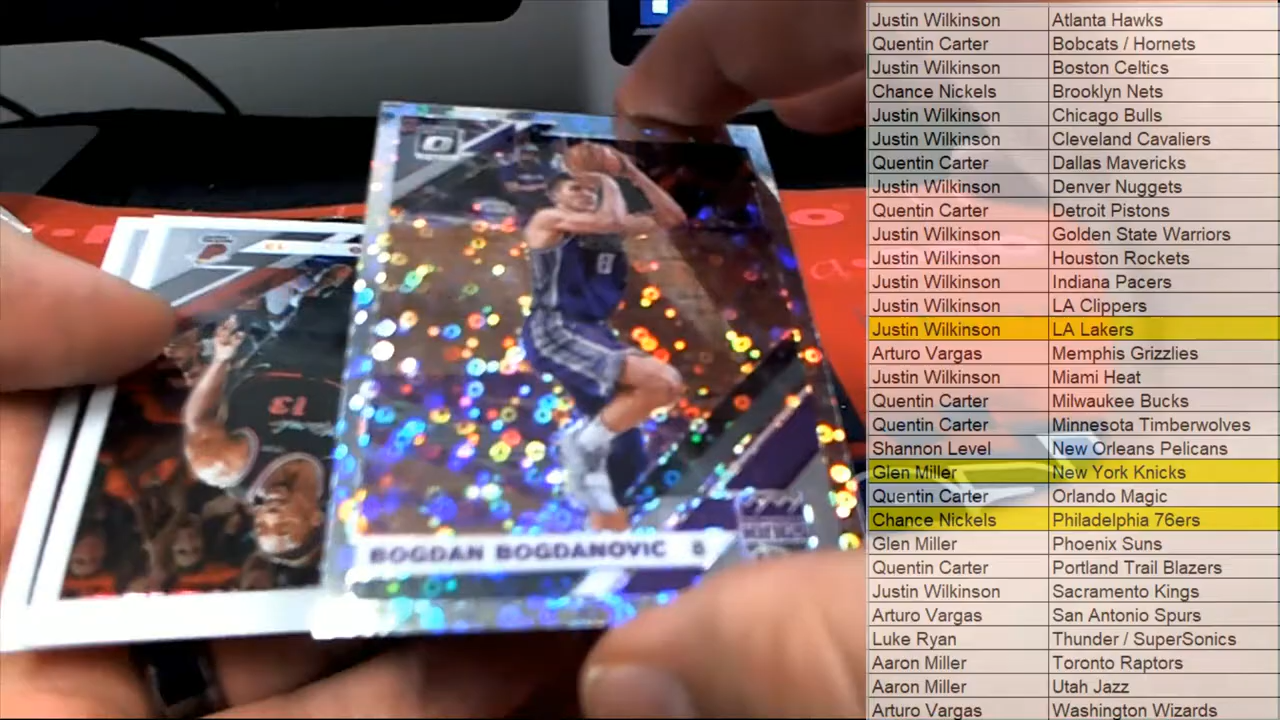 Justin Wilkinson Atlanta Hawks
Quentin Carter Bobcats / Hornets
Justin Wilkinson Boston Celtics
Chance Nickels Brooklyn Nets
Justin Wilkinson Chicago Bulls
Justin Wilkinson Cleveland Cavaliers
Quentin Carter Dallas Mavericks
Justin Wilkinson Denver Nuggets
Quentin Carter Detroit Pistons
Justin Wilkinson Golden State Warriors
Justin Wilkinson Houston Rockets
Justin Wilkinson Indiana Pacers
Justin Wilkinson LA Clippers
Justin Wilkinson LA Lakers
Arturo Vargas Memphis Grizzlies
Justin Wilkinson Miami Heat
Quentin Carter Milwaukee Bucks
Quentin Carter Minnesota Timberwolves
Shannon Level New Orleans Pelicans
Glen Miller New York Knicks
Quentin Carter Orlando Magic
Chance Nickels Philadelphia 76ers
Glen Miller Phoenix Suns
Quentin Carter Portland Trail Blazers
Justin Wilkinson Sacramento Kings
Arturo Vargas San Antonio Spurs
Luke Ryan Thunder / SuperSonics
Aaron Miller Toronto Raptors
Aaron Miller Utah Jazz
Arturo Vargas Washington Wizards
8
BOGDAN BOGDANOVIC
KINGS
13